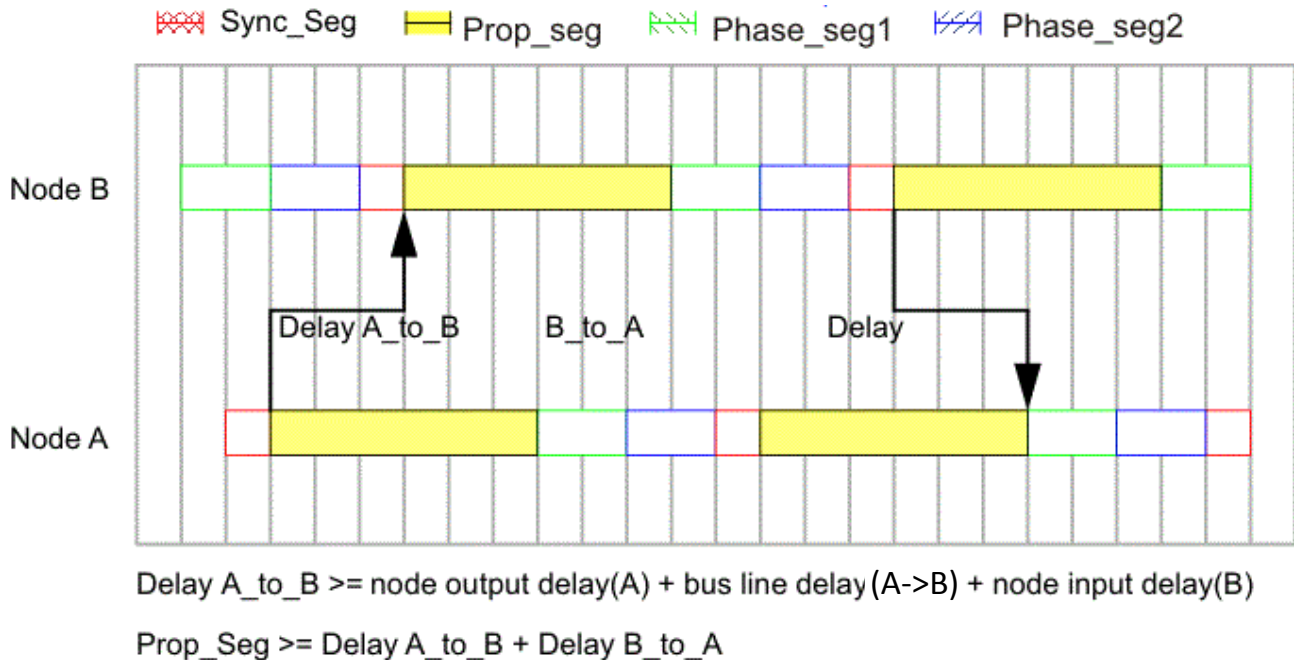 Sync_Seg Prop_seg Phase_seg1 Phase_seg2
Node B
Delay A_to_B B_to_A Delay
Node A
Delay A_to_B >= node output delay(A) + bus line delay(A->B) + node input delay(B)
Prop_Seg >= Delay A_to_B + Delay B_to_A